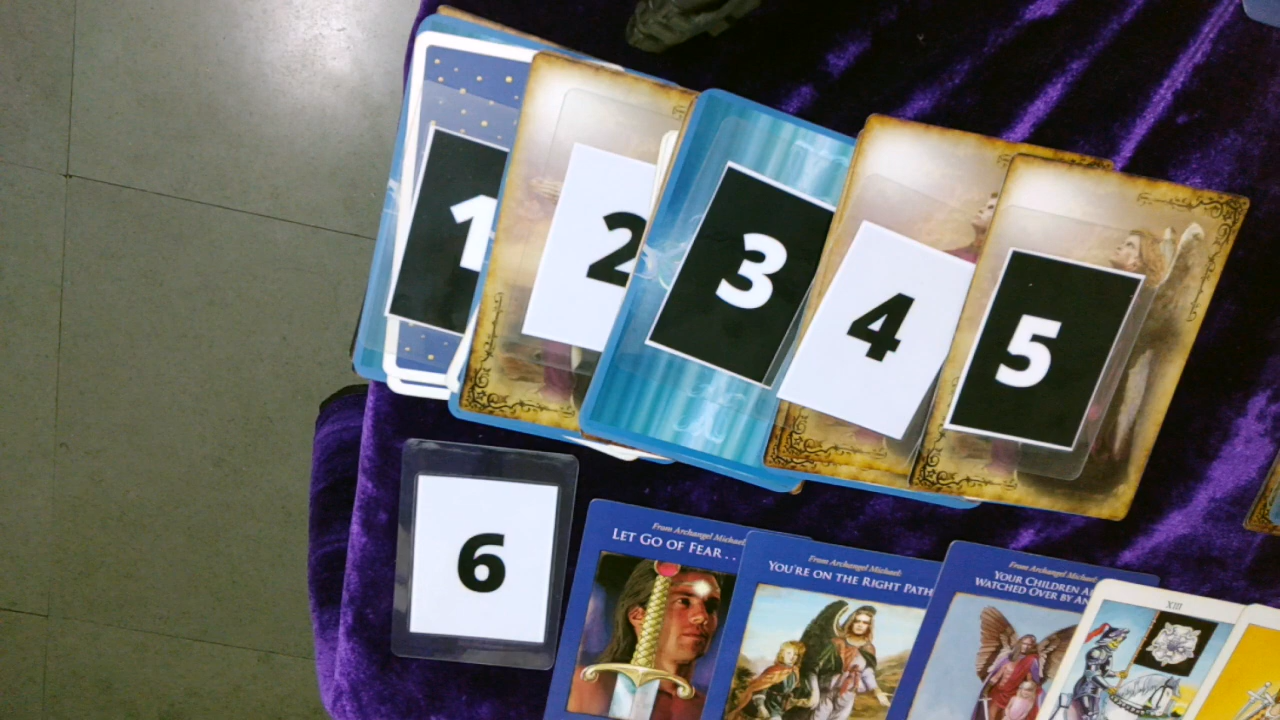 1
2
3
4
5
6
From Archangel Michael:
LET GO OF FEAR...
From Archangel Michael:
YOU'RE ON THE RIGHT PATH
From Archangel Michael:
YOUR CHILDREN
WATCHED OVER BY
XIII